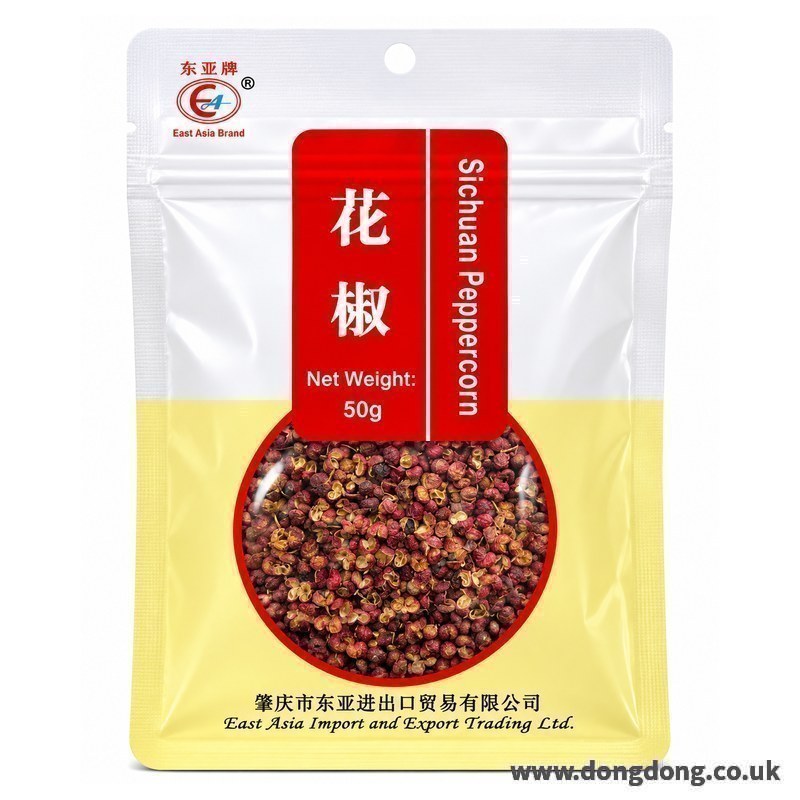 东亚牌
EA ®
East Asia Brand
花椒
Sichuan Peppercorn
Net Weight:
50g
肇庆市东亚进出口贸易有限公司
East Asia Import and Export Trading Ltd.
www.dongdong.co.uk